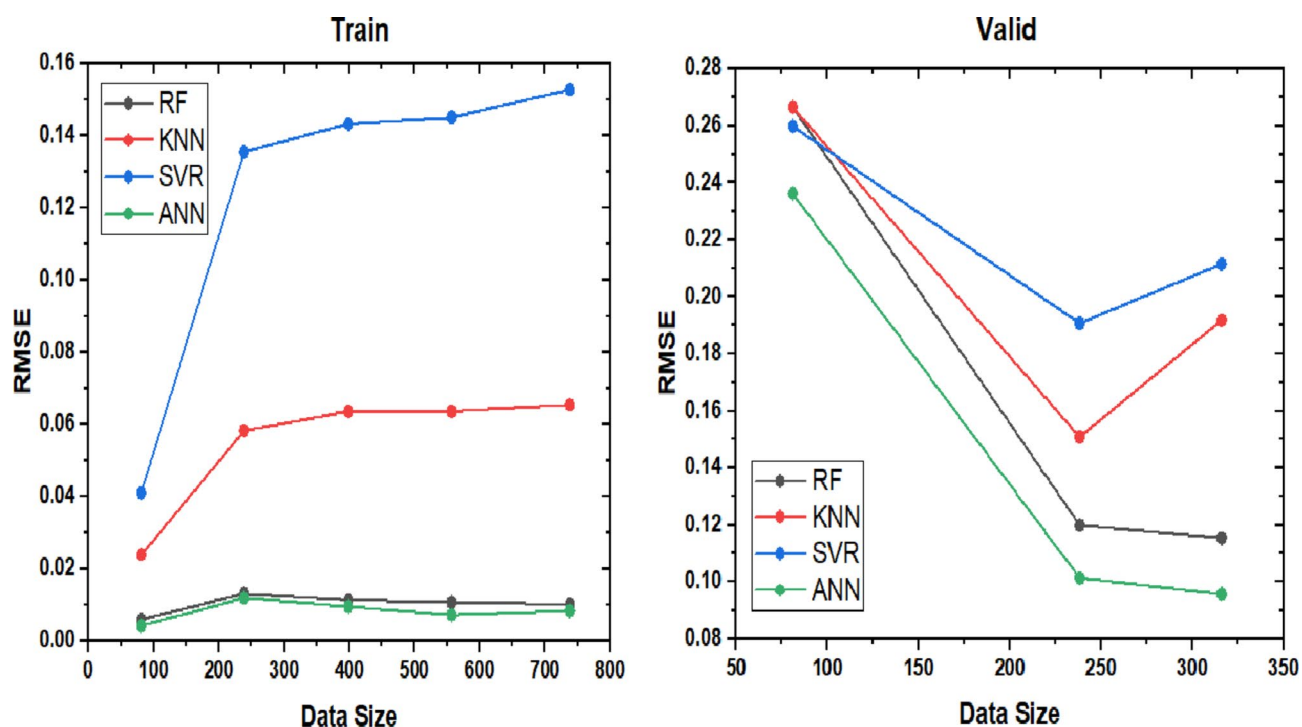 Train
0.16
0.14
0.12
0.10
0.08
0.06
0.04
0.02
0.00
RMSE
RF
KNN
SVR
ANN
0 100 200 300 400 500 600 700 800
Data Size
Valid
0.28
0.26
0.24
0.22
0.20
0.18
0.16
0.14
0.12
0.10
0.08
RMSE
RF
KNN
SVR
ANN
50 100 150 200 250 300 350
Data Size